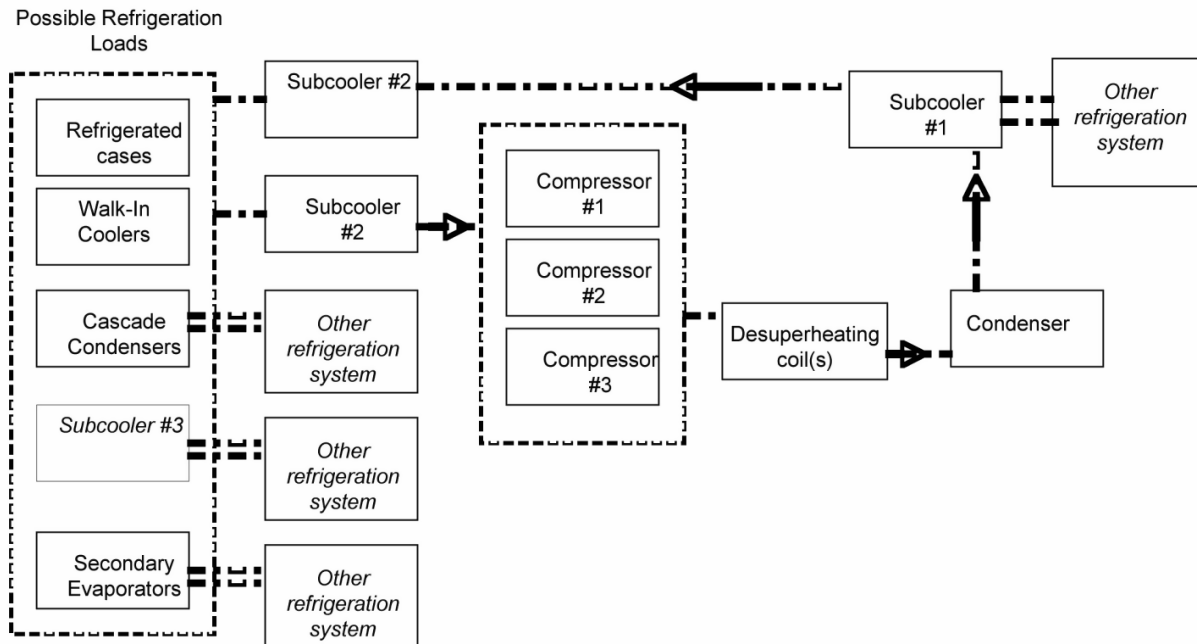 Possible Refrigeration
Loads
Refrigerated
cases
Walk-In
Coolers
Cascade
Condensers
Subcooler #3
Secondary
Evaporators
Subcooler #2
Subcooler
#2
Other
refrigeration
system
Other
refrigeration
system
Other
refrigeration
system
Compressor
#1
Compressor
#2
Compressor
#3
Desuperheating
coil(s)
Condenser
Subcooler
#1
Other
refrigeration
system